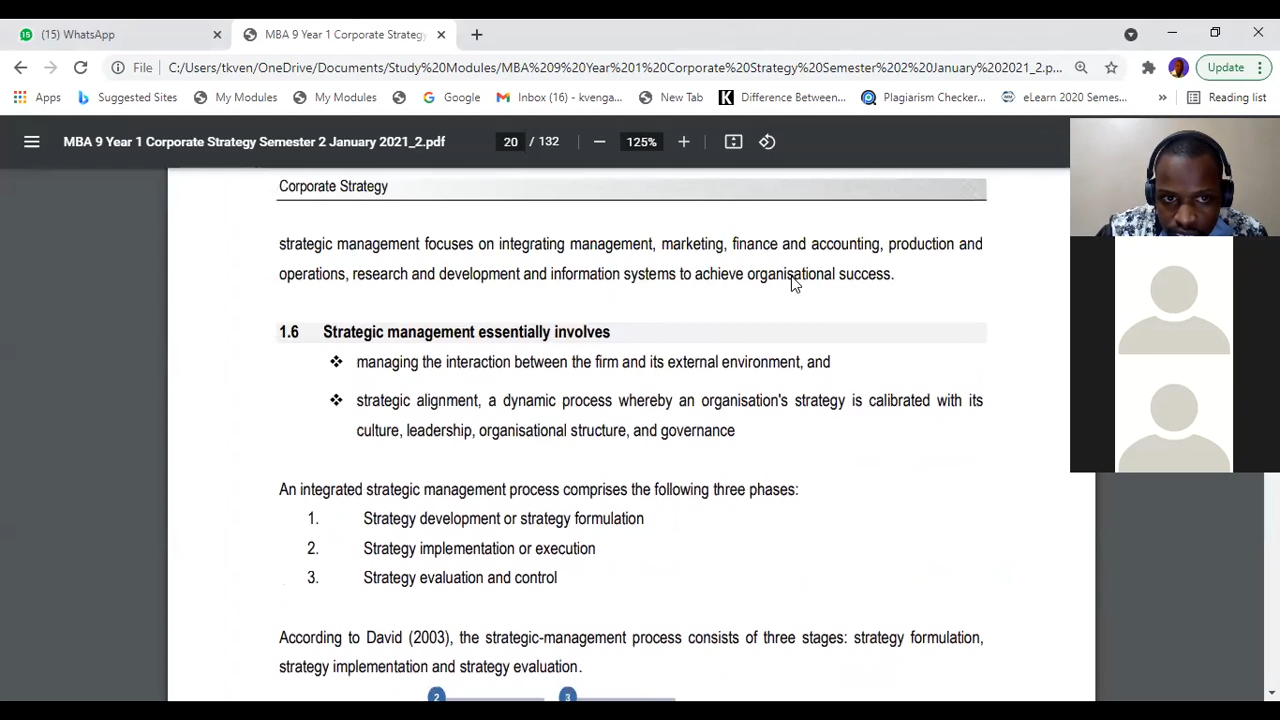 (15) WhatsApp
MBA 9 Year 1 Corporate Strategy
File C:/Users/tkven/OneDrive/Documents/Study%20Modules/MBA%209%20Year%201%20Corporate%20Strategy%20Semester%202%20January%202021_2.p... Update
Apps Suggested Sites My Modules My Modules Google Inbox (16) - kvenga... New Tab Difference Between... Plagiarism Checker... eLearn 2020 Semes... » Reading list
MBA 9 Year 1 Corporate Strategy Semester 2 January 2021_2.pdf 20 / 132 125%
Corporate Strategy
strategic management focuses on integrating management, marketing, finance and accounting, production and
operations, research and development and information systems to achieve organisational success.
1.6 Strategic management essentially involves
❖ managing the interaction between the firm and its external environment, and
❖ strategic alignment, a dynamic process whereby an organisation's strategy is calibrated with its
culture, leadership, organisational structure, and governance
An integrated strategic management process comprises the following three phases:
1. Strategy development or strategy formulation
2. Strategy implementation or execution
3. Strategy evaluation and control
According to David (2003), the strategic-management process consists of three stages: strategy formulation,
strategy implementation and strategy evaluation.
2 3